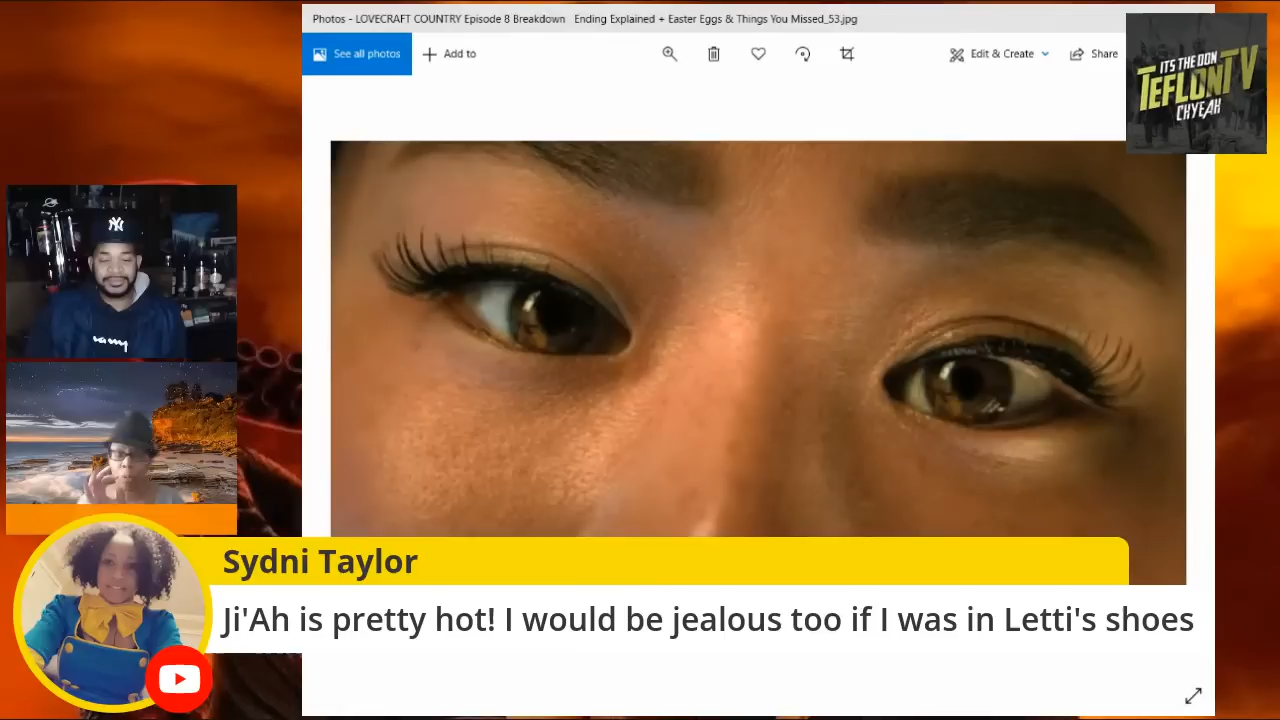 Photos - LOVECRAFT COUNTRY Episode 8 Breakdown Ending Explained + Easter Eggs & Things You Missed_53.jpg
See all photos
Add to
Edit & Create
Share
ITS THE DON
TEFLONTV
CHYEAH
NY
Sydni Taylor
Ji'Ah is pretty hot! I would be jealous too if I was in Letti's shoes